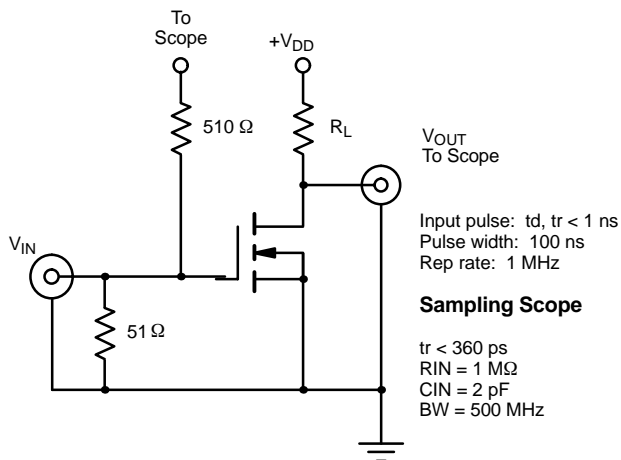 To
Scope
+VDD
510 Ω
RL
VOUT
To Scope
VIN
51 Ω
Input pulse: td, tr < 1 ns
Pulse width: 100 ns
Rep rate: 1 MHz
Sampling Scope
tr < 360 ps
RIN = 1 MΩ
CIN = 2 pF
BW = 500 MHz